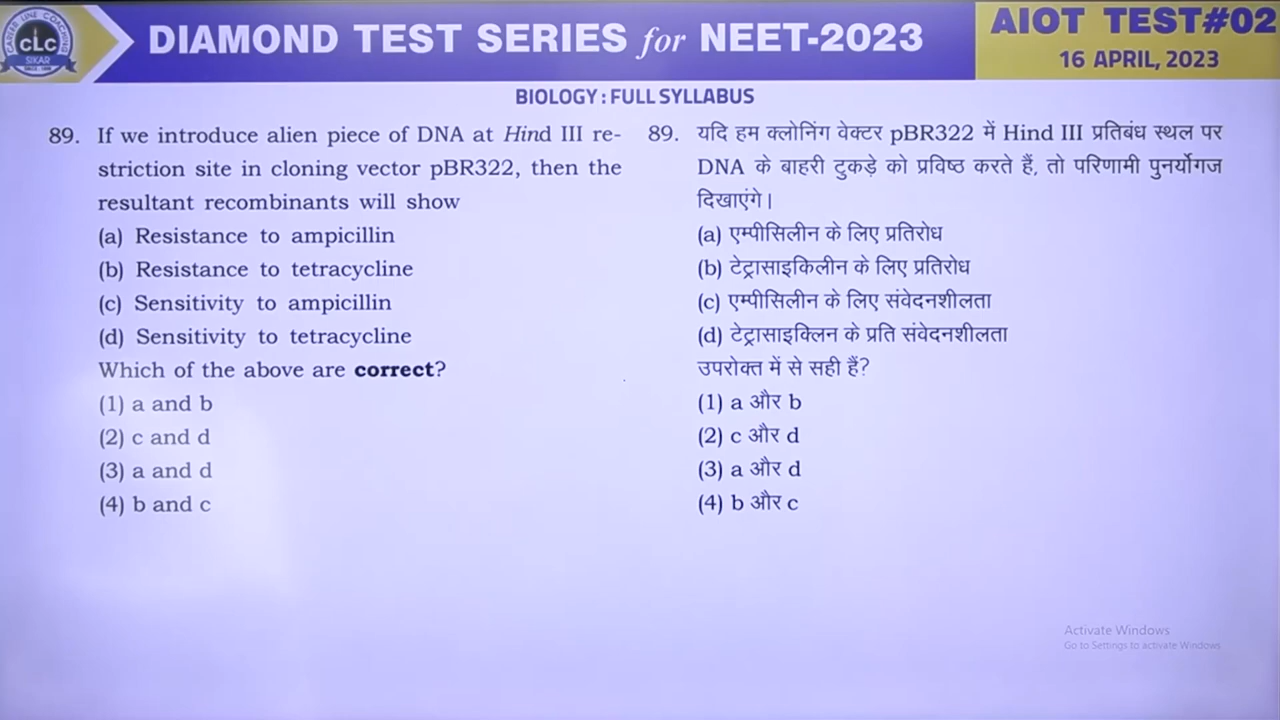 CAREER LINE COACHING
CLC
SIKAR
DIAMOND TEST SERIES for NEET-2023
AIOT TEST#02
16 APRIL, 2023
BIOLOGY : FULL SYLLABUS
89. If we introduce alien piece of DNA at Hind III re-
striction site in cloning vector pBR322, then the
resultant recombinants will show
(a) Resistance to ampicillin
(b) Resistance to tetracycline
(c) Sensitivity to ampicillin
(d) Sensitivity to tetracycline
Which of the above are correct?
(1) a and b
(2) c and d
(3) a and d
(4) b and c
89. यदि हम क्लोनिंग वेक्टर pBR322 में Hind III प्रतिबंध स्थल पर
DNA के बाहरी टुकड़े को प्रविष्ठ करते हैं, तो परिणामी पुनर्योगज
दिखाएंगे।
(a) एम्पीसिलीन के लिए प्रतिरोध
(b) टेट्रासाइकिलीन के लिए प्रतिरोध
(c) एम्पीसिलीन के लिए संवेदनशीलता
(d) टेट्रासाइक्लिन के प्रति संवेदनशीलता
उपरोक्त में से सही हैं?
(1) a और b
(2) c और d
(3) a और d
(4) b और c
Activate Windows
Go to Settings to activate Windows